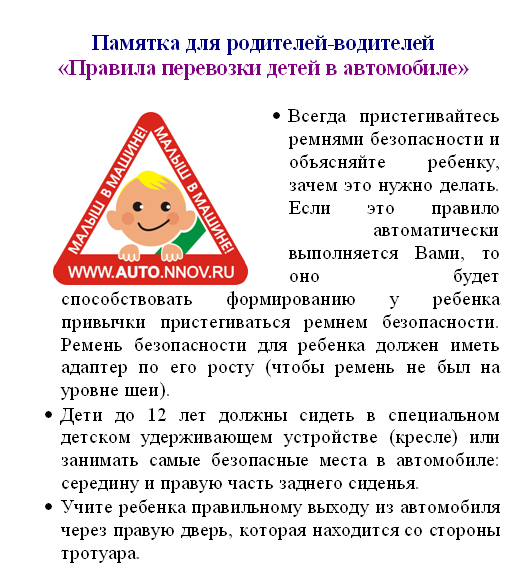 Памятка для родителей-водителей
«Правила перевозки детей в автомобиле»
МАЛЫШ В МАШИНЕ!
МАЛЫШ В МАШИНЕ!
WWW.AUTO.NNOV.RU
• Всегда пристегивайтесь
ремнями безопасности и
обьясняйте ребенку,
зачем это нужно делать.
Если это правило
автоматически
выполняется Вами, то
оно будет
способствовать формированию у ребенка
привычки пристегиваться ремнем безопасности.
Ремень безопасности для ребенка должен иметь
адаптер по его росту (чтобы ремень не был на
уровне шеи).
• Дети до 12 лет должны сидеть в специальном
детском удерживающем устройстве (кресле) или
занимать самые безопасные места в автомобиле:
середину и правую часть заднего сиденья.
• Учите ребенка правильному выходу из автомобиля
через правую дверь, которая находится со стороны
тротуара.